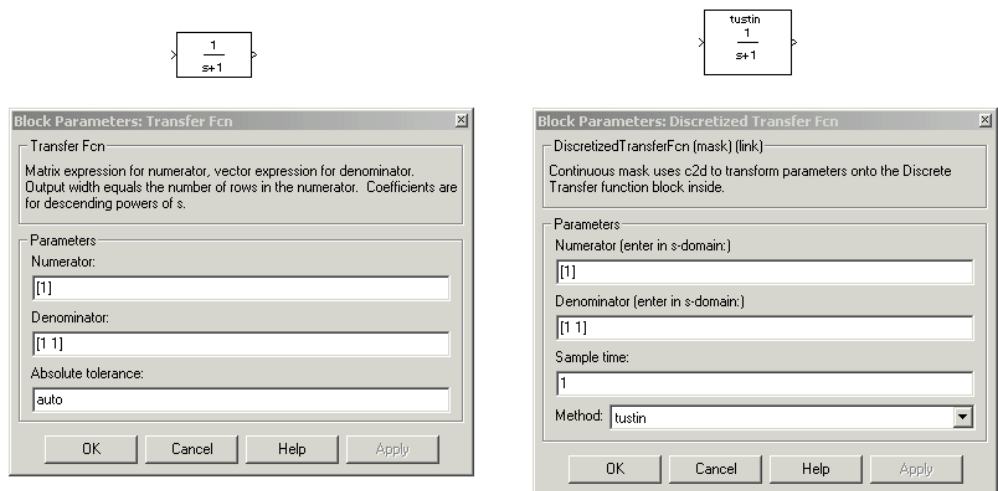 1
s+1
tustin
1
s+1
Block Parameters: Transfer Fcn
Transfer Fcn
Matrix expression for numerator, vector expression for denominator.
Output width equals the number of rows in the numerator. Coefficients are
for descending powers of s.
Parameters
Numerator:
[1]
Denominator:
[1 1]
Absolute tolerance:
auto
OK Cancel Help Apply
Block Parameters: Discretized Transfer Fcn
DiscretizedTransferFcn (mask) (link)
Continuous mask uses c2d to transform parameters onto the Discrete
Transfer function block inside.
Parameters
Numerator (enter in s-domain:)
[1]
Denominator (enter in s-domain:)
[1 1]
Sample time:
1
Method: tustin
OK Cancel Help Apply